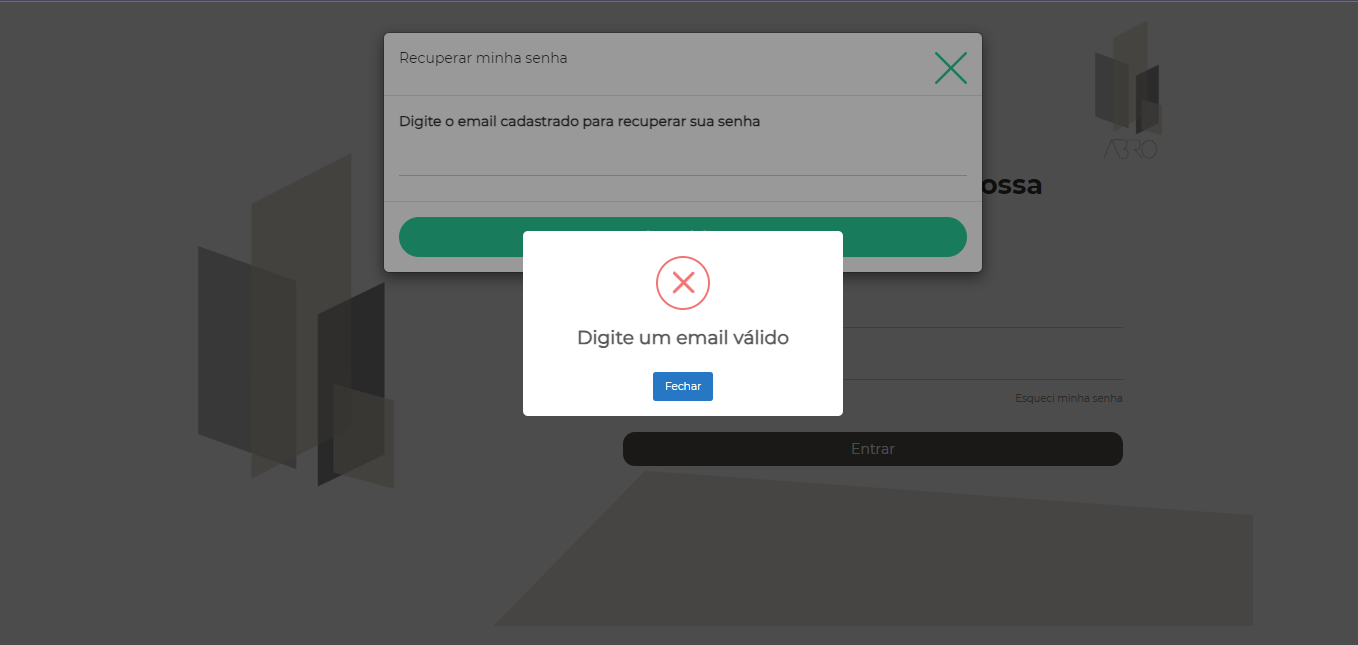 Recuperar minha senha
Digite o email cadastrado para recuperar sua senha
ABRO
ossa
Digite um email válido
Fechar
Esqueci minha senha
Entrar